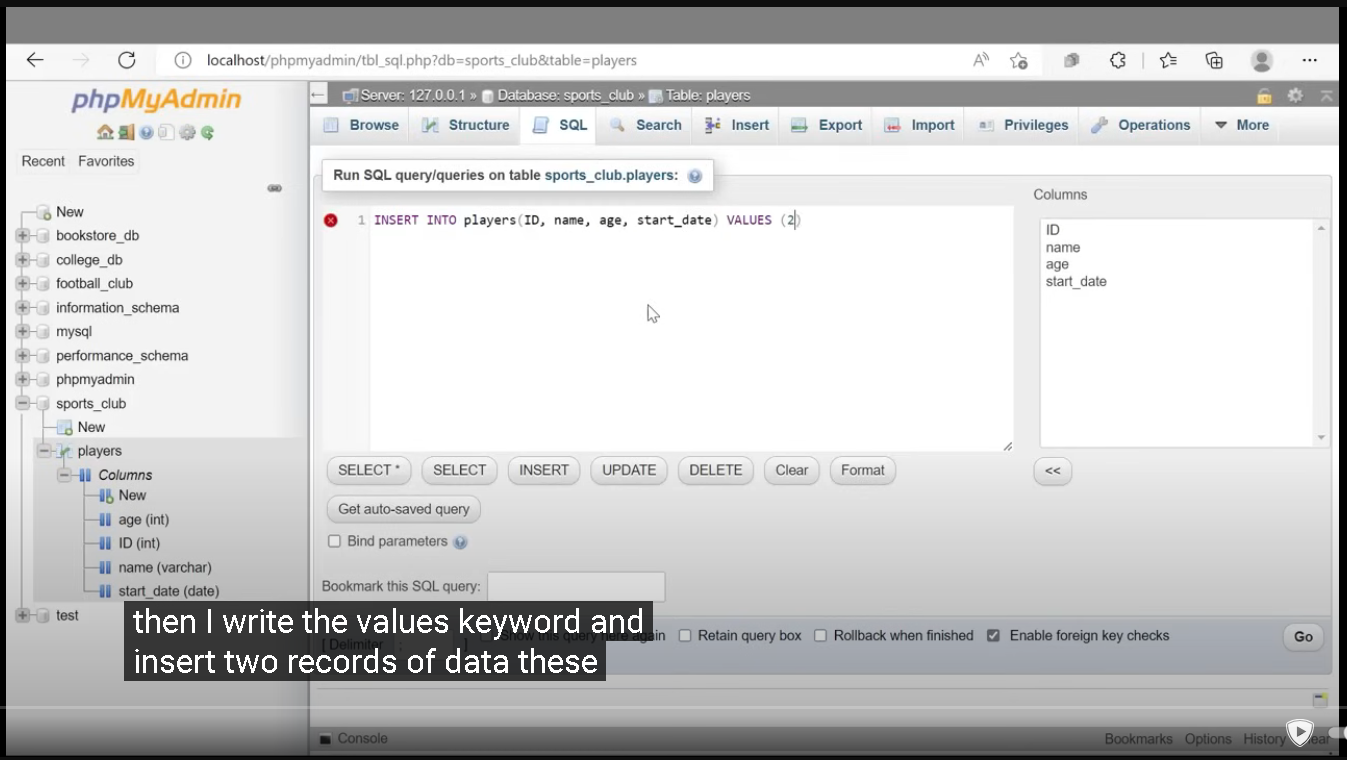 localhost/phpmyadmin/tbl_sql.php?db=sports_club&table=players
phpMyAdmin
Recent Favorites
New
bookstore_db
college_db
football_club
information_schema
mysql
performance_schema
phpmyadmin
sports_club
New
players
Columns
New
age (int)
ID (int)
name (varchar)
start_date (date)
test
Server: 127.0.0.1 » Database: sports_club » Table: players
Browse Structure SQL Search Insert Export Import Privileges Operations More
Run SQL query/queries on table sports_club.players:
1 INSERT INTO players(ID, name, age, start_date) VALUES (2)
Columns
ID
name
age
start_date
SELECT * SELECT INSERT UPDATE DELETE Clear Format <<
Get auto-saved query
Bind parameters
Bookmark this SQL query:
[ Delimiter ; ] Show this query here again Retain query box Rollback when finished Enable foreign key checks Go
then I write the values keyword and
insert two records of data these
Console Bookmarks Options History